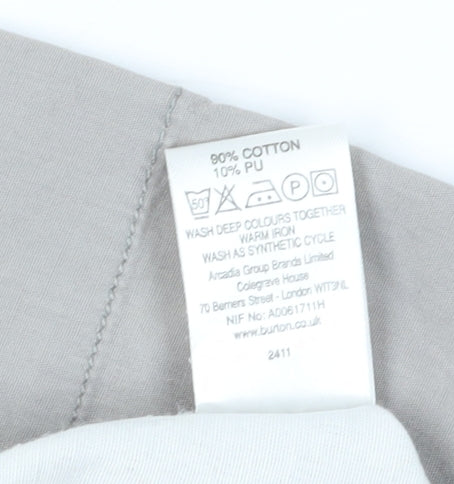 90% COTTON
10% PU
50° P
WASH DEEP COLOURS TOGETHER
WARM IRON
WASH AS SYNTHETIC CYCLE
Arcadia Group Brands Limited
Colegrave House
70 Berners Street - London W1T3NL
NIF No: A0061711H
www.burton.co.uk
2411